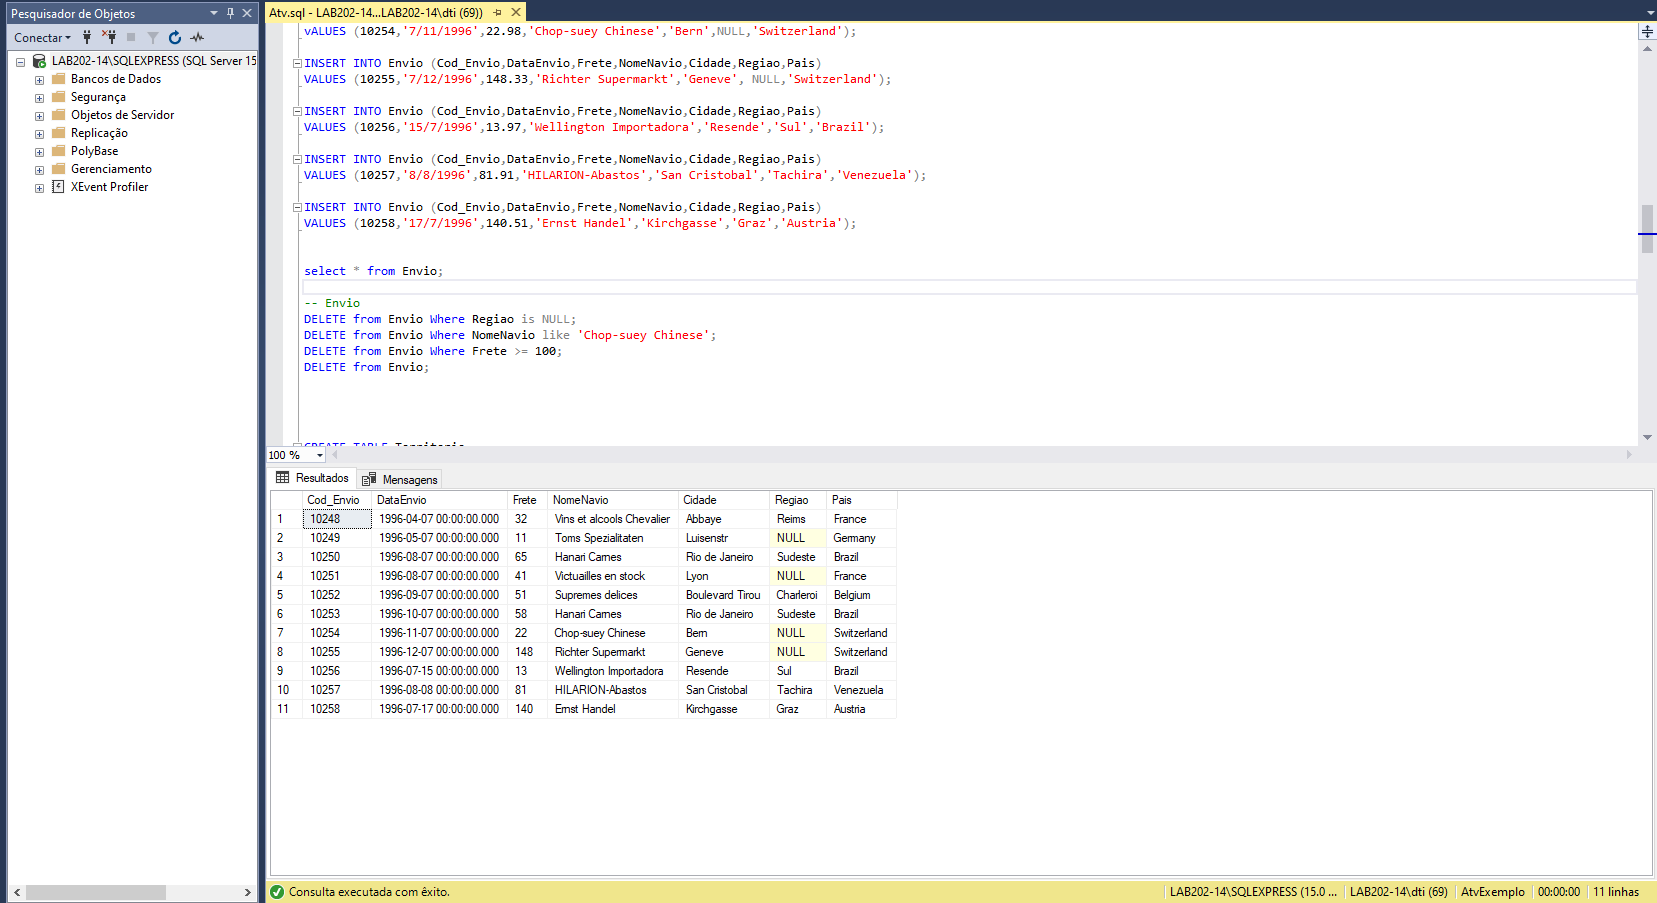 Pesquisador de Objetos
Conectar
LAB202-14\SQLEXPRESS (SQL Server 15
Bancos de Dados
Segurança
Objetos de Servidor
Replicação
PolyBase
Gerenciamento
XEvent Profiler
Atv.sql - LAB202-14...LAB202-14\dti (69))
vALUES (10254,'7/11/1996',22.98,'Chop-suey Chinese','Bern',NULL,'Switzerland');
INSERT INTO Envio (Cod_Envio,DataEnvio,Frete,NomeNavio,Cidade,Regiao,Pais)
VALUES (10255,'7/12/1996',148.33,'Richter Supermarkt','Geneve', NULL,'Switzerland');
INSERT INTO Envio (Cod_Envio,DataEnvio,Frete,NomeNavio,Cidade,Regiao,Pais)
VALUES (10256,'15/7/1996',13.97,'Wellington Importadora','Resende','Sul','Brazil');
INSERT INTO Envio (Cod_Envio,DataEnvio,Frete,NomeNavio,Cidade,Regiao,Pais)
VALUES (10257,'8/8/1996',81.91,'HILARION-Abastos','San Cristobal','Tachira','Venezuela');
INSERT INTO Envio (Cod_Envio,DataEnvio,Frete,NomeNavio,Cidade,Regiao,Pais)
VALUES (10258,'17/7/1996',140.51,'Ernst Handel','Kirchgasse','Graz','Austria');
select * from Envio;
-- Envio
DELETE from Envio Where Regiao is NULL;
DELETE from Envio Where NomeNavio like 'Chop-suey Chinese';
DELETE from Envio Where Frete >= 100;
DELETE from Envio;
CREATE TABLE Territorio
100 %
Resultados Mensagens
Cod_Envio DataEnvio Frete NomeNavio Cidade Regiao Pais
1 10248 1996-04-07 00:00:00.000 32 Vins et alcools Chevalier Abbaye Reims France
2 10249 1996-05-07 00:00:00.000 11 Toms Spezialitaten Luisenstr NULL Germany
3 10250 1996-08-07 00:00:00.000 65 Hanari Carnes Rio de Janeiro Sudeste Brazil
4 10251 1996-08-07 00:00:00.000 41 Victuailles en stock Lyon NULL France
5 10252 1996-09-07 00:00:00.000 51 Supremes delices Boulevard Tirou Charleroi Belgium
6 10253 1996-10-07 00:00:00.000 58 Hanari Carnes Rio de Janeiro Sudeste Brazil
7 10254 1996-11-07 00:00:00.000 22 Chop-suey Chinese Bern NULL Switzerland
8 10255 1996-12-07 00:00:00.000 148 Richter Supermarkt Geneve NULL Switzerland
9 10256 1996-07-15 00:00:00.000 13 Wellington Importadora Resende Sul Brazil
10 10257 1996-08-08 00:00:00.000 81 HILARION-Abastos San Cristobal Tachira Venezuela
11 10258 1996-07-17 00:00:00.000 140 Ernst Handel Kirchgasse Graz Austria
Consulta executada com êxito. LAB202-14\SQLEXPRESS (15.0 ... LAB202-14\dti (69) AtvExemplo 00:00:00 11 linhas